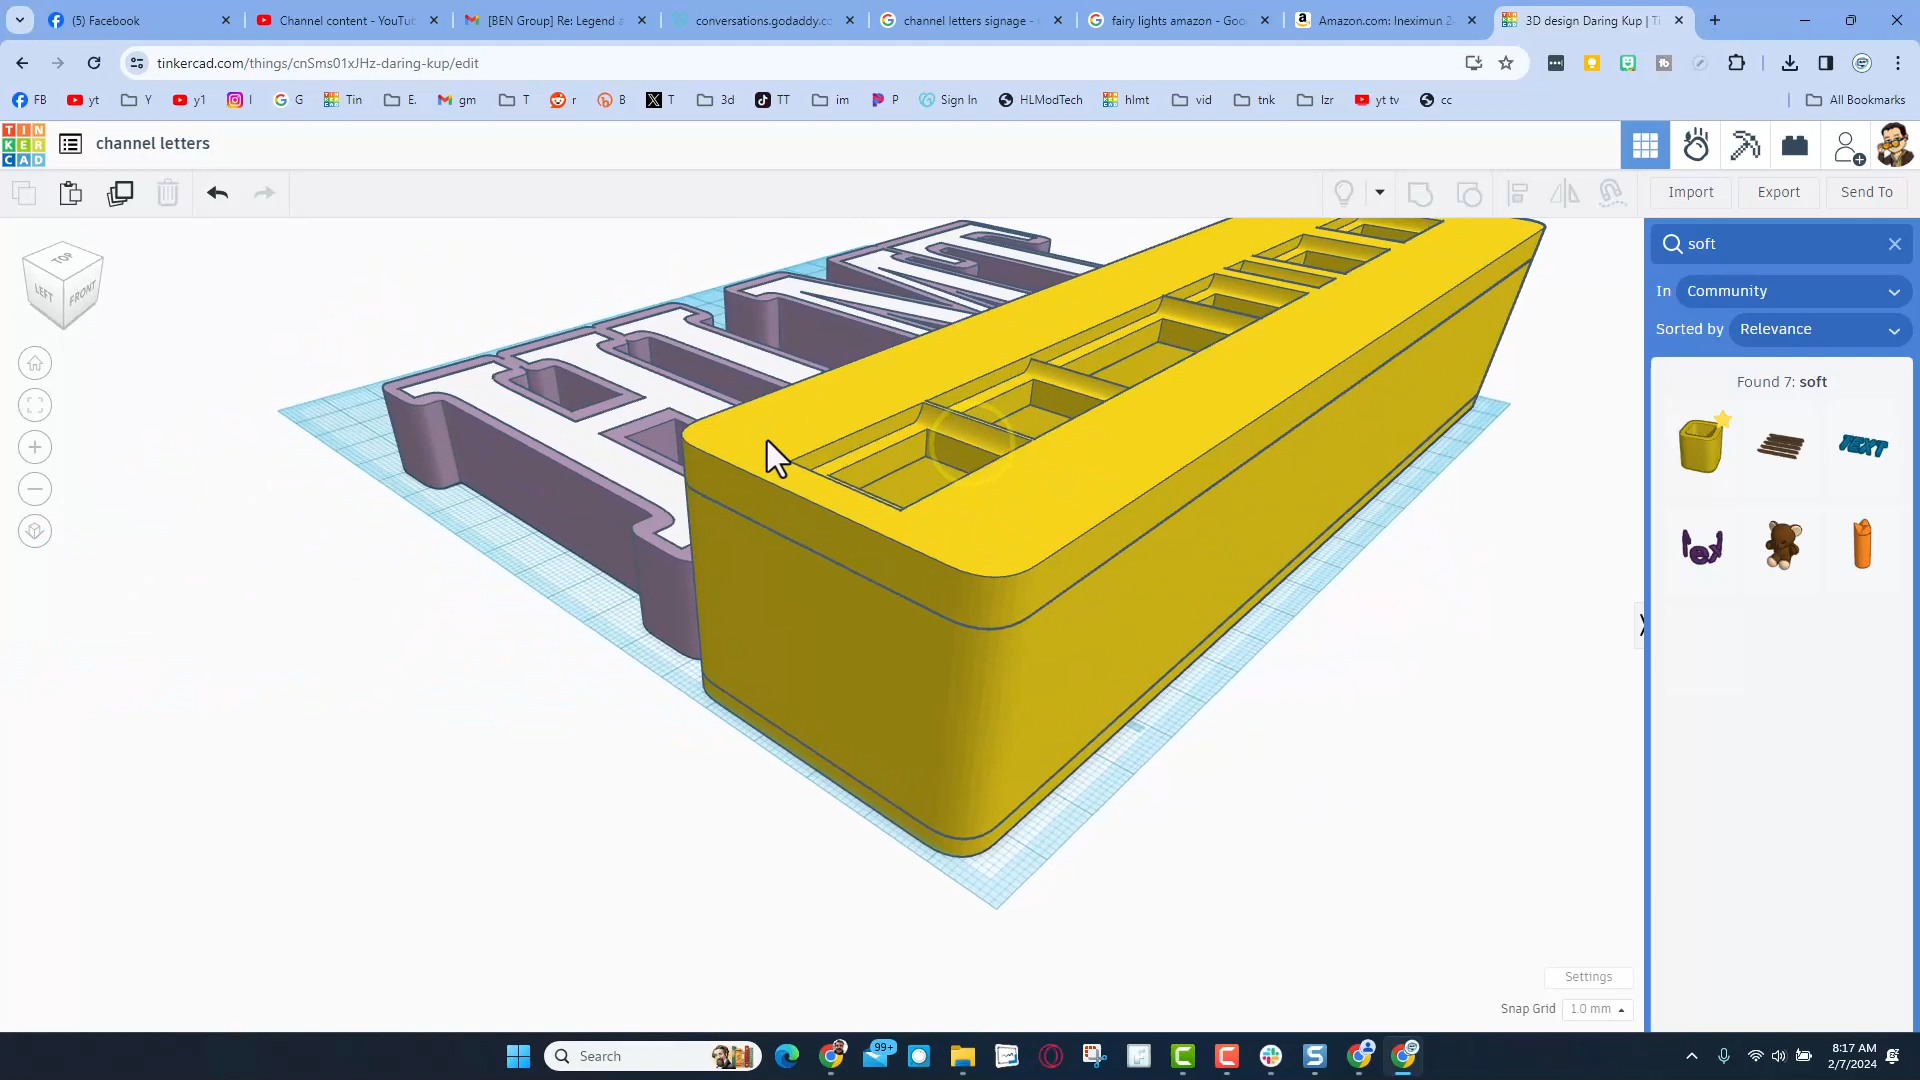 (5) Facebook
Channel content - YouTu
[BEN Group] Re: Legend a
conversations.godaddy.co
channel letters signage -
fairy lights amazon - Goo
Amazon.com: Ineximun 2
3D design Daring Kup | Ti
tinkercad.com/things/cnSms01xJHz-daring-kup/edit
FB
yt
Y
y1
I
G
Tin
E.
gm
T
r
B
T
3d
TT
im
P
Sign In
HLModTech
hlmt
vid
tnk
lzr
yt tv
cc
All Bookmarks
TIN
KER
CAD
channel letters
Import
Export
Send To
TOP
LEFT
FRONT
soft
In
Community
Sorted by
Relevance
Found 7: soft
TEXT
Settings
Snap Grid
1.0 mm
Search
99+
8:17 AM
2/7/2024